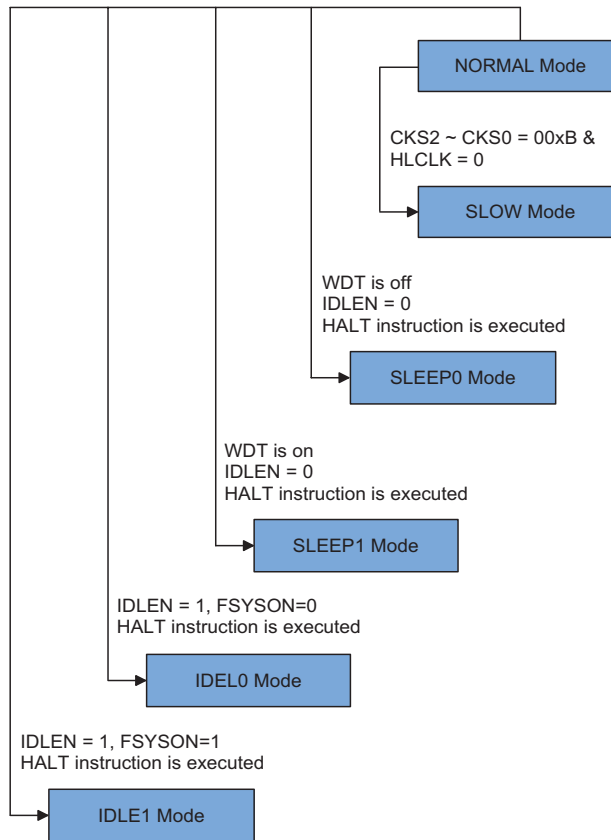 NORMAL Mode
CKS2 ~ CKS0 = 00xB &
HLCLK = 0
SLOW Mode
WDT is off
IDLEN = 0
HALT instruction is executed
SLEEP0 Mode
WDT is on
IDLEN = 0
HALT instruction is executed
SLEEP1 Mode
IDLEN = 1, FSYSON=0
HALT instruction is executed
IDEL0 Mode
IDLEN = 1, FSYSON=1
HALT instruction is executed
IDLE1 Mode